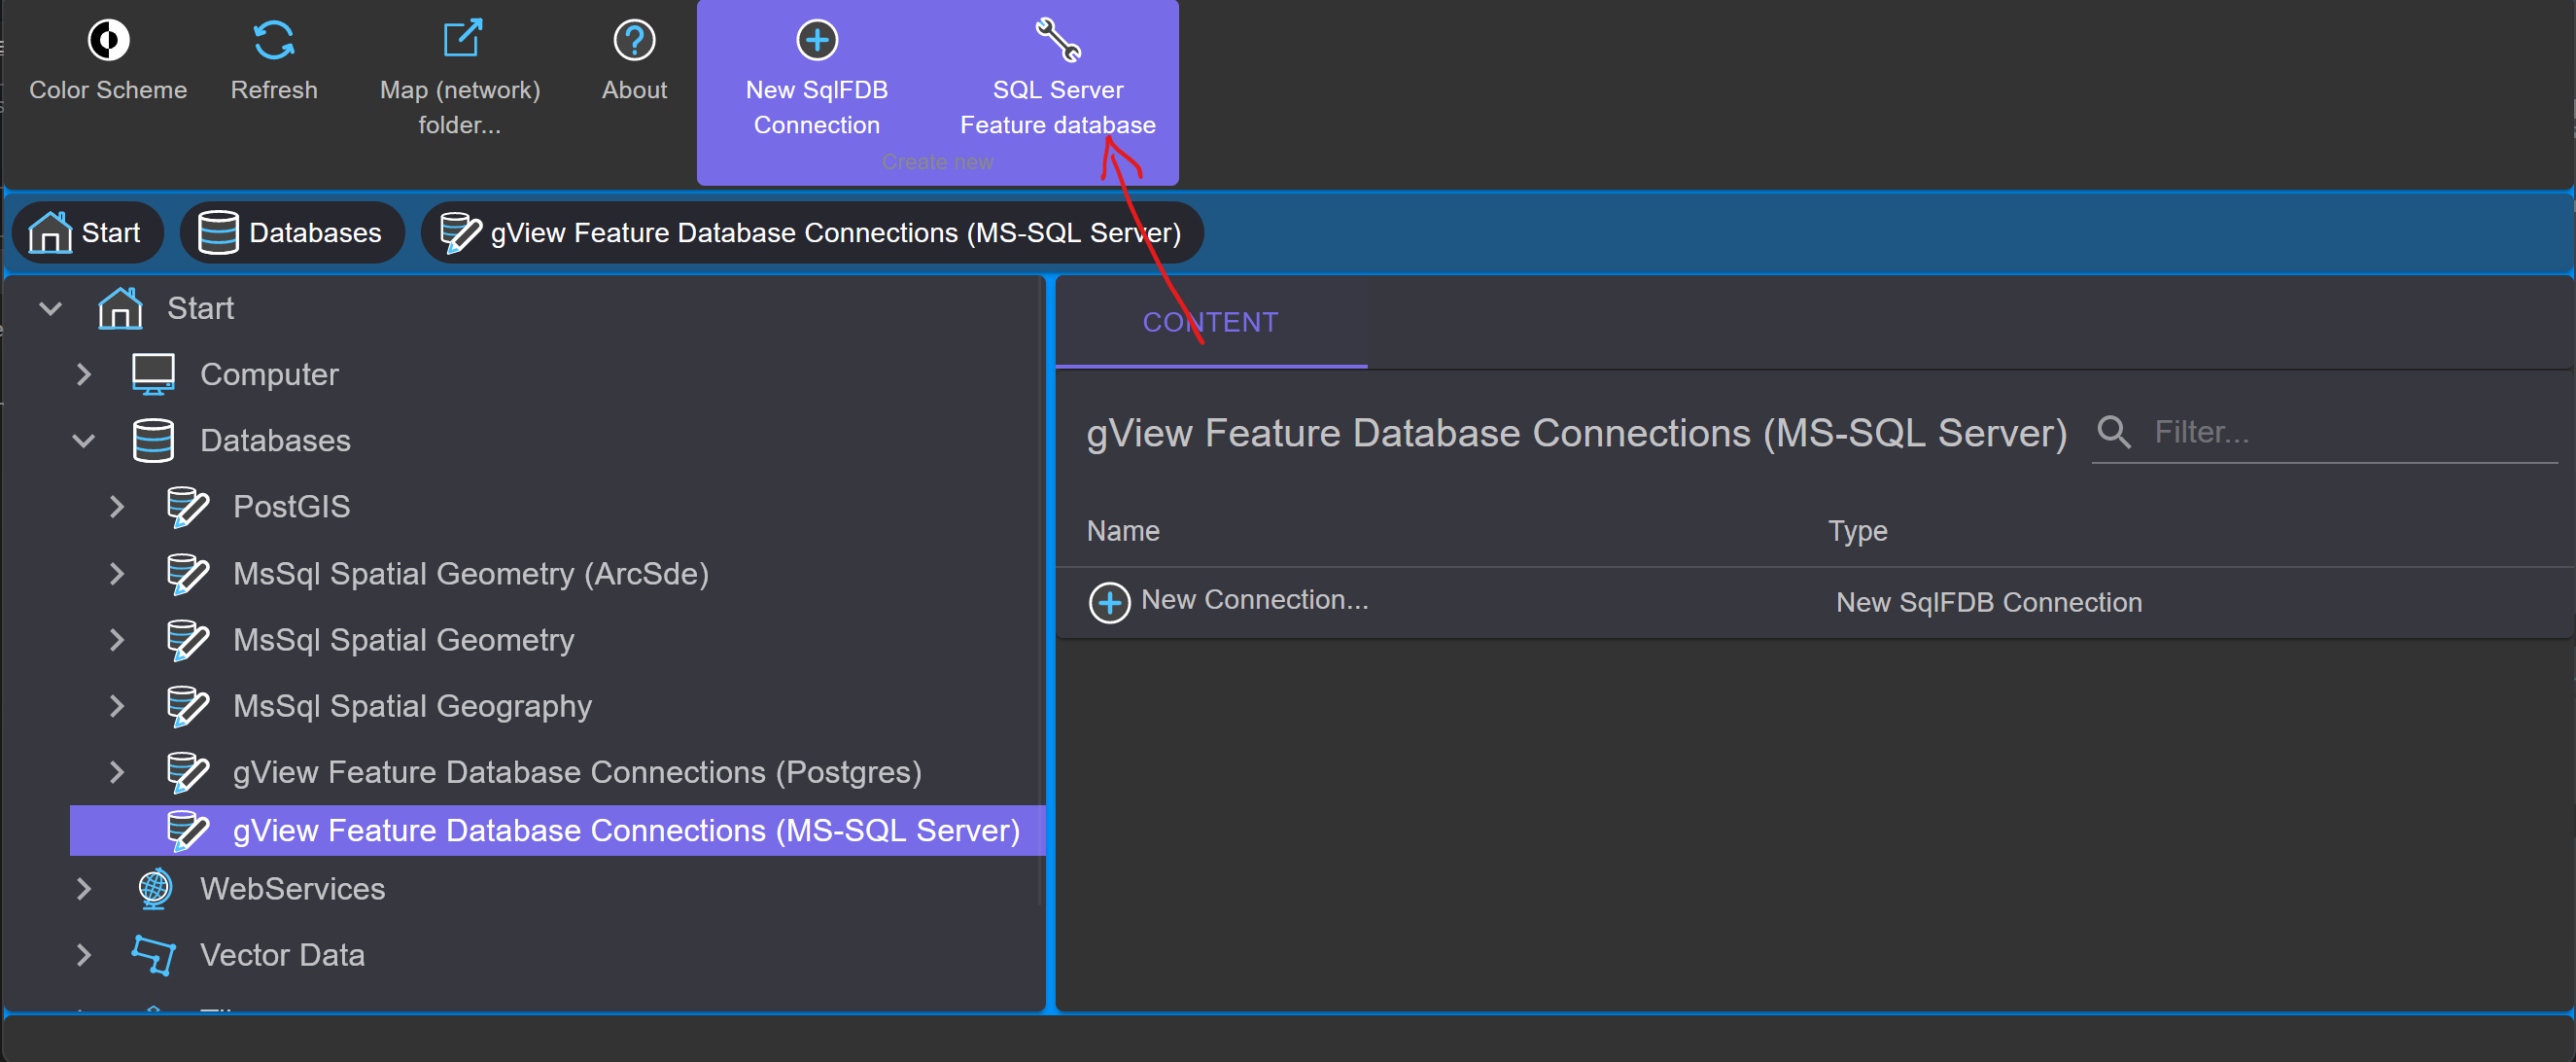 Color Scheme
Refresh
Map (network)
folder...
About
New SqlFDB
Connection
SQL Server
Feature database
Create new
Start
Databases
gView Feature Database Connections (MS-SQL Server)
Start
Computer
Databases
PostGIS
MsSql Spatial Geometry (ArcSde)
MsSql Spatial Geometry
MsSql Spatial Geography
gView Feature Database Connections (Postgres)
gView Feature Database Connections (MS-SQL Server)
WebServices
Vector Data
CONTENT
gView Feature Database Connections (MS-SQL Server)
Filter...
Name Type
New Connection... New SqlFDB Connection